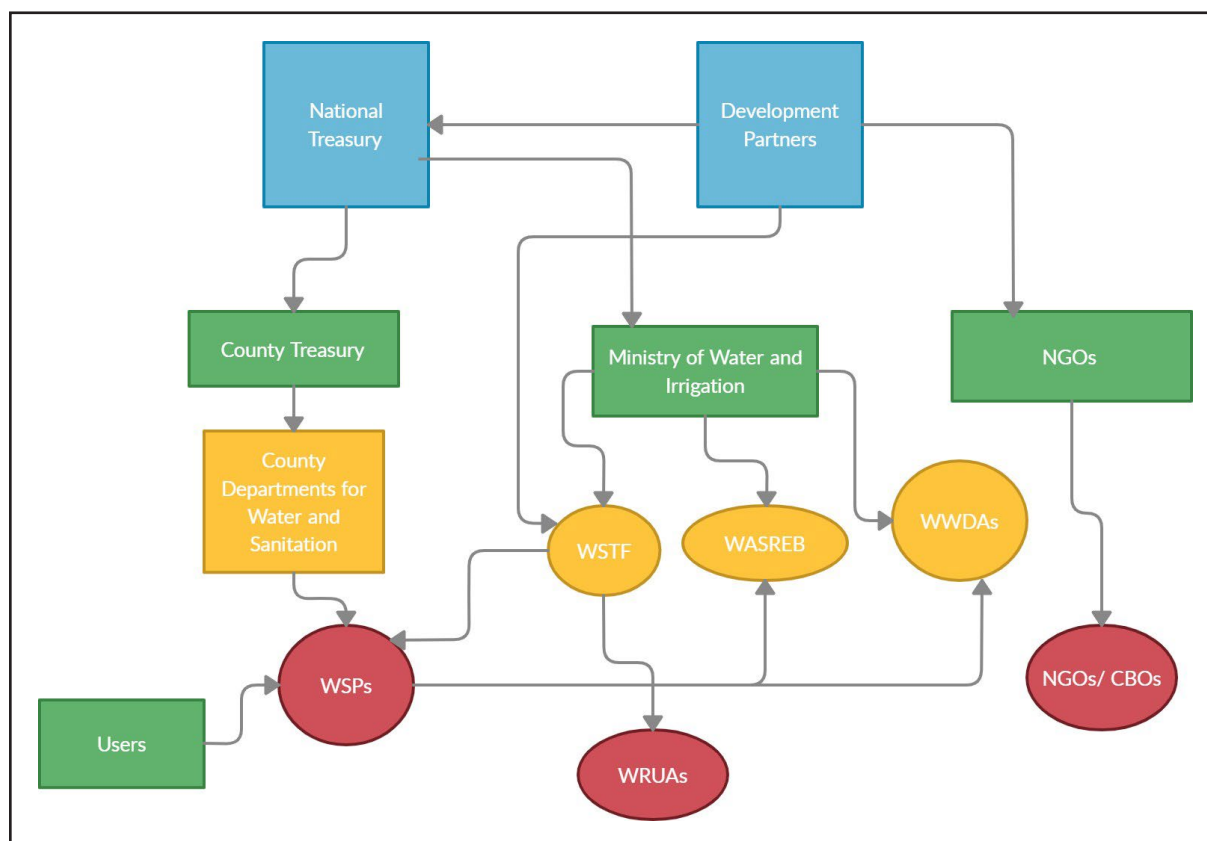 National
Treasury
Development
Partners
County Treasury
Ministry of Water and
Irrigation
NGOs
County
Departments for
Water and
Sanitation
WSTF
WASREB
WWDAs
WSPs
NGOs/ CBOs
Users
WRUAs